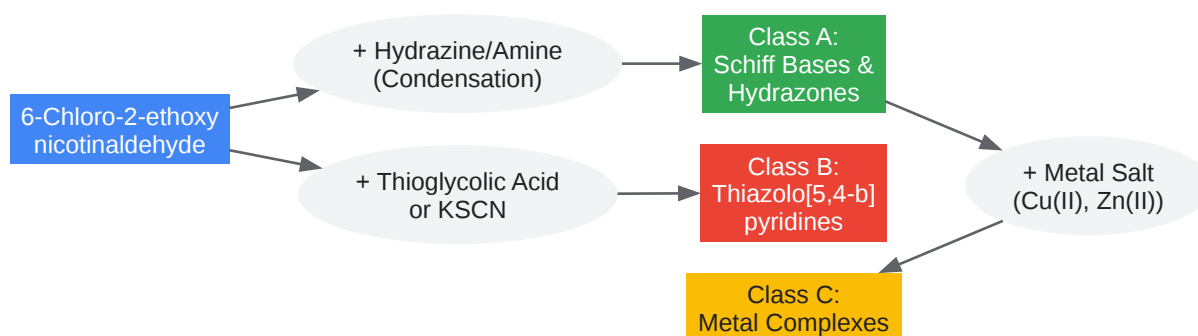 6-Chloro-2-ethoxy
nicotinaldehyde
+ Hydrazine/Amine
(Condensation)
Class A:
Schiff Bases &
Hydrazones
+ Thioglycolic Acid
or KSCN
Class B:
Thiazolo[5,4-b]
pyridines
+ Metal Salt
(Cu(II), Zn(II))
Class C:
Metal Complexes